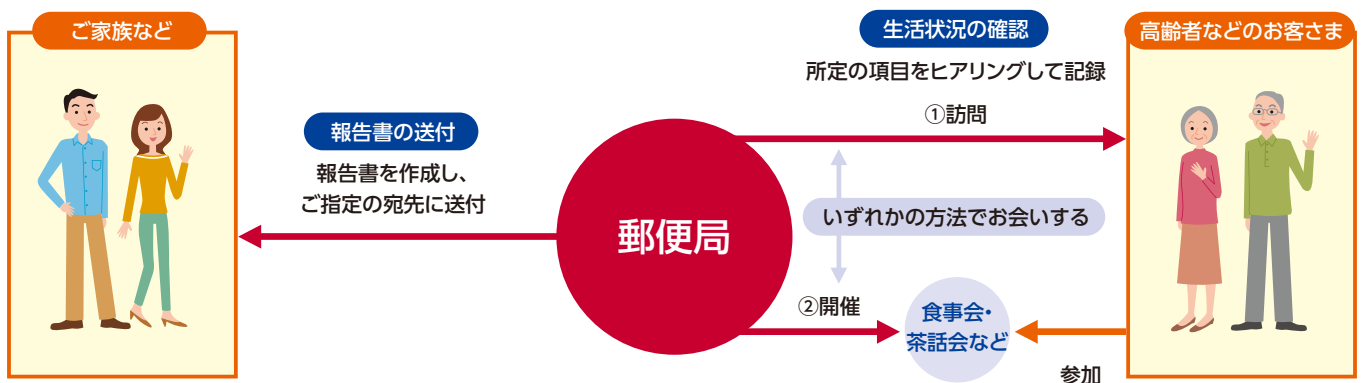 ご家族など
報告書の送付
報告書を作成し、
ご指定の宛先に送付
郵便局
生活状況の確認
所定の項目をヒアリングして記録
①訪問
いずれかの方法でお会いする
②開催
食事会・
茶話会など
参加
高齢者などのお客さま